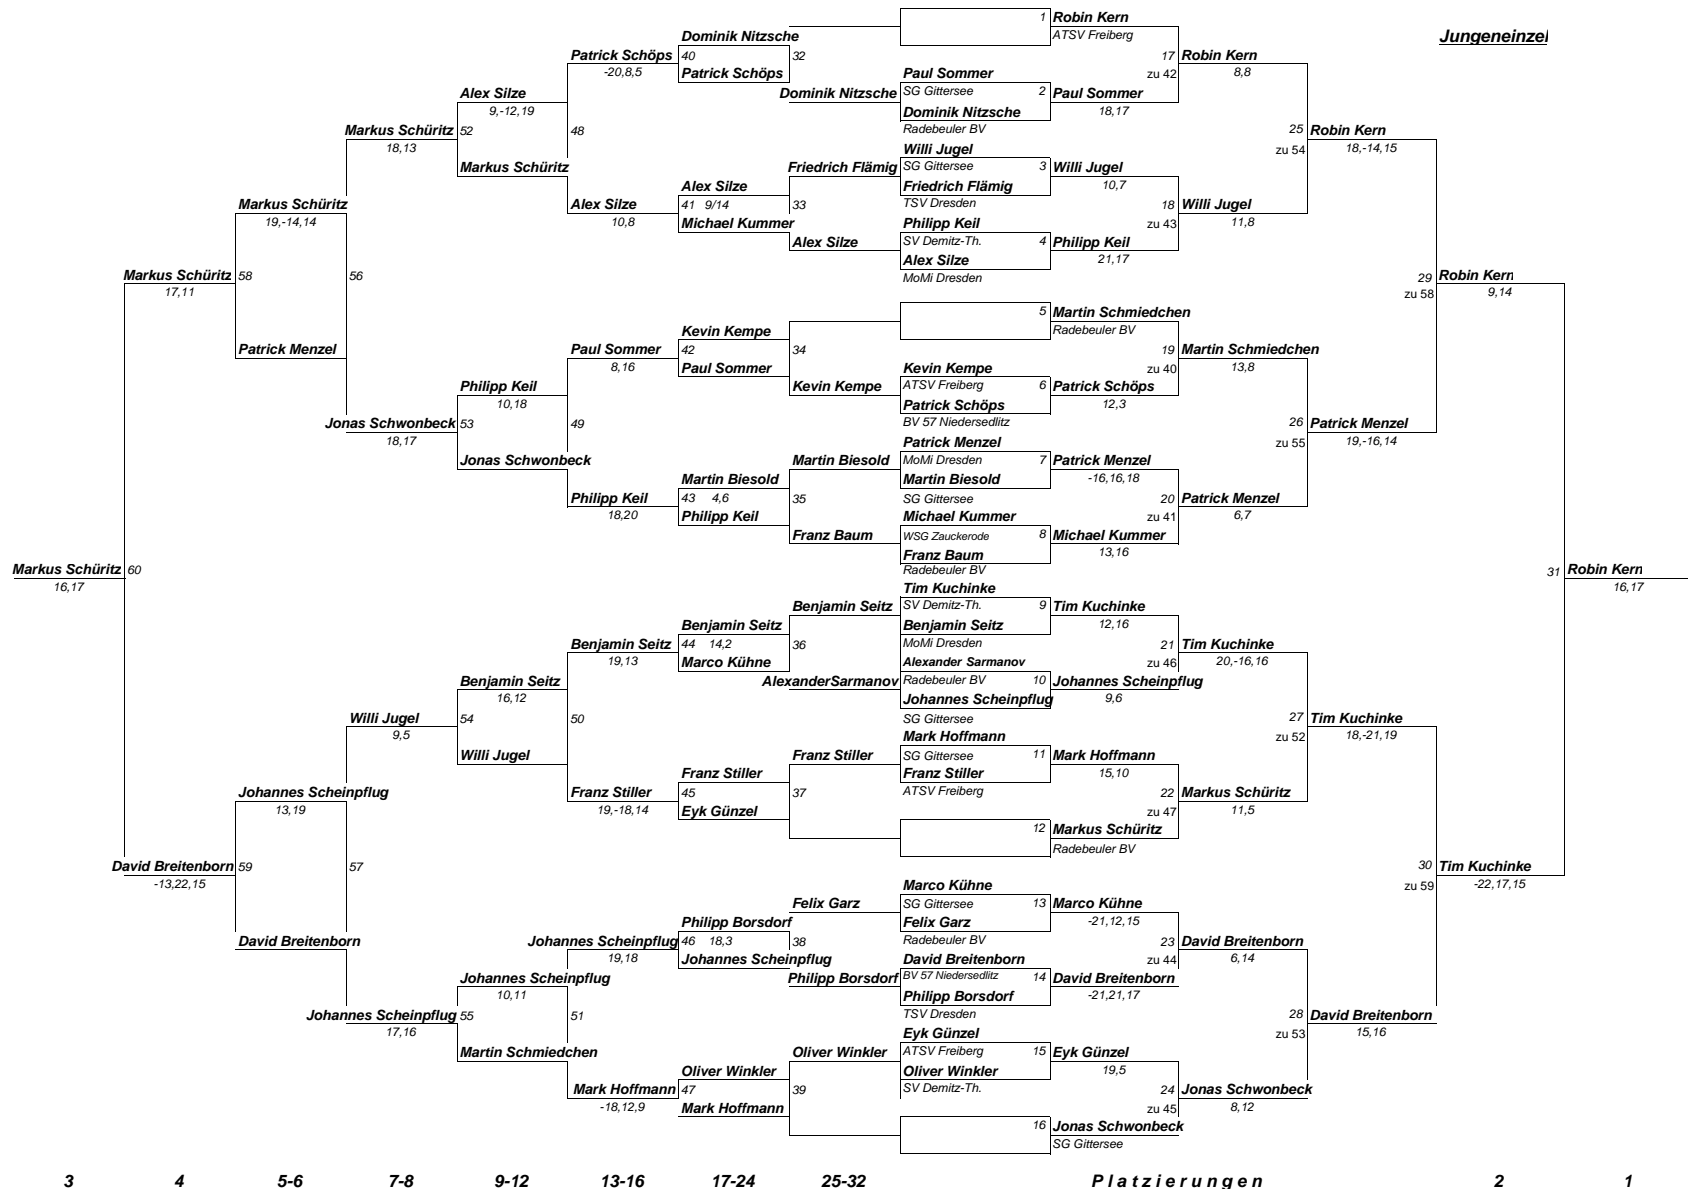 1 Robin Kern
Jungeneinzel
Dominik Nitzsche
ATSV Freiberg
Patrick Schöps 40 32 17 Robin Kern
-20,8,5 Patrick Schöps Paul Sommer zu 42 8,8
Alex Silze Dominik Nitzsche SG Gittersee 2 Paul Sommer
9,-12,19 Dominik Nitzsche 18,17
Markus Schüritz 52 48 Radebeuler BV 25 Robin Kern
18,13 Willi Jugel zu 54 18,-14,15
Markus Schüritz Friedrich Flämig SG Gittersee 3 Willi Jugel
Alex Silze Friedrich Flämig 10,7
Markus Schüritz Alex Silze 41 9/14 33 TSV Dresden 18 Willi Jugel
19,-14,14 10,8 Michael Kummer Philipp Keil zu 43 11,8
Alex Silze SV Demitz-Th. 4 Philipp Keil
Alex Silze 21,17
Markus Schüritz 58 56 MoMi Dresden 29 Robin Kern
17,11 zu 58 9,14
5 Martin Schmiedchen
Kevin Kempe Radebeuler BV
Patrick Menzel Paul Sommer 42 34 19 Martin Schmiedchen
8,16 Paul Sommer Kevin Kempe zu 40 13,8
Philipp Keil Kevin Kempe ATSV Freiberg 6 Patrick Schöps
10,18 Patrick Schöps 12,3
Jonas Schwonbeck 53 49 BV 57 Niedersedlitz 26 Patrick Menzel
18,17 Patrick Menzel zu 55 19,-16,14
Jonas Schwonbeck Martin Biesold MoMi Dresden 7 Patrick Menzel
Martin Biesold Martin Biesold -16,16,18
Philipp Keil 43 4,6 35 SG Gittersee 20 Patrick Menzel
18,20 Philipp Keil Michael Kummer zu 41 6,7
Franz Baum WSG Zauckerode 8 Michael Kummer
Franz Baum 13,16
Markus Schüritz 60 Radebeuler BV 31 Robin Kern
16,17 Tim Kuchinke 16,17
Benjamin Seitz SV Demitz-Th. 9 Tim Kuchinke
Benjamin Seitz Benjamin Seitz 12,16
Benjamin Seitz 44 14,2 36 MoMi Dresden 21 Tim Kuchinke
19,13 Marco Kühne Alexander Sarmanov zu 46 20,-16,16
Benjamin Seitz AlexanderSarmanov Radebeuler BV 10 Johannes Scheinpflug
16,12 Johannes Scheinpflug 9,6
Willi Jugel 54 50 SG Gittersee 27 Tim Kuchinke
9,5 Mark Hoffmann zu 52 18,-21,19
Willi Jugel Franz Stiller SG Gittersee 11 Mark Hoffmann
Franz Stiller Franz Stiller 15,10
Johannes Scheinpflug Franz Stiller 45 37 ATSV Freiberg 22 Markus Schüritz
13,19 19,-18,14 Eyk Günzel zu 47 11,5
12 Markus Schüritz
Radebeuler BV
David Breitenborn 59 57 30 Tim Kuchinke
-13,22,15 Marco Kühne zu 59 -22,17,15
Felix Garz SG Gittersee 13 Marco Kühne
Philipp Borsdorf Felix Garz -21,12,15
David Breitenborn Johannes Scheinpflug 46 18,3 38 Radebeuler BV 23 David Breitenborn
19,18 Johannes Scheinpflug David Breitenborn zu 44 6,14
Johannes Scheinpflug Philipp Borsdorf BV 57 Niedersedlitz 14 David Breitenborn
10,11 Philipp Borsdorf -21,21,17
Johannes Scheinpflug 55 51 TSV Dresden 28 David Breitenborn
17,16 Eyk Günzel zu 53 15,16
Martin Schmiedchen Oliver Winkler ATSV Freiberg 15 Eyk Günzel
Oliver Winkler Oliver Winkler 19,5
Mark Hoffmann 47 39 SV Demitz-Th. 24 Jonas Schwonbeck
-18,12,9 Mark Hoffmann zu 45 8,12
16 Jonas Schwonbeck
SG Gittersee
3 4 5-6 7-8 9-12 13-16 17-24 25-32 Platzierungen 2 1